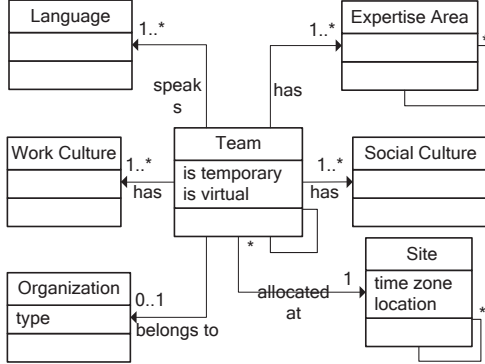 Language
Expertise Area
1..*
1..*
*
speak
s
has
Work Culture
Team
Social Culture
1..*
has
is temporary
is virtual
1..*
has
*
Site
Organization
allocated
at
1
time zone
location
type
0..1
belongs to
*